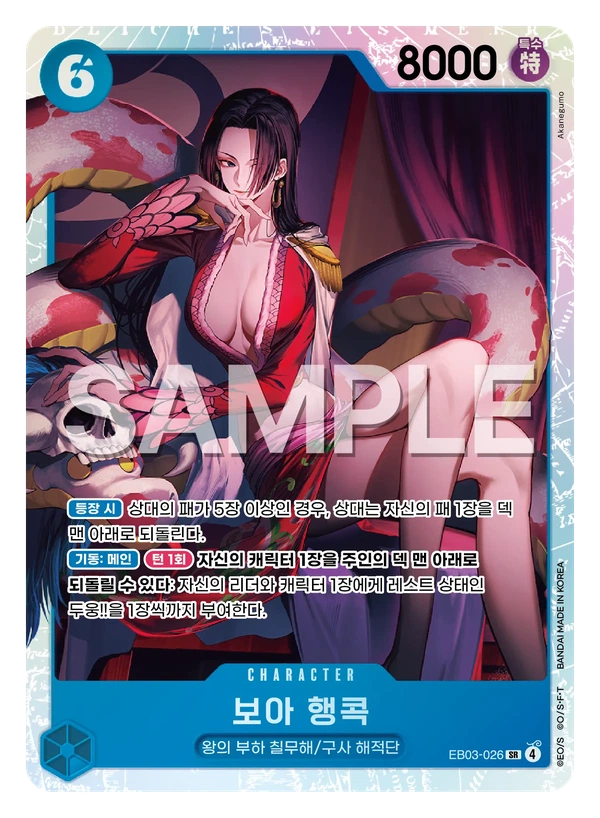 6
8000
특수
特
Akanegumo
SAMPLE
등장 시 상대의 패가 5장 이상인 경우, 상대는 자신의 패 1장을 덱
맨 아래로 되돌린다.
기동: 메인 턴 1회 자신의 캐릭터 1장을 주인의 덱 맨 아래로
되돌릴 수 있다: 자신의 리더와 캐릭터 1장에게 레스트 상태인
두웅!!을 1장씩까지 부여한다.
CHARACTER
보아 행콕
왕의 부하 칠무해/구사 해적단
EB03-026 SR 4
©EO/S ©O/S·F·T BANDAI MADE IN KOREA